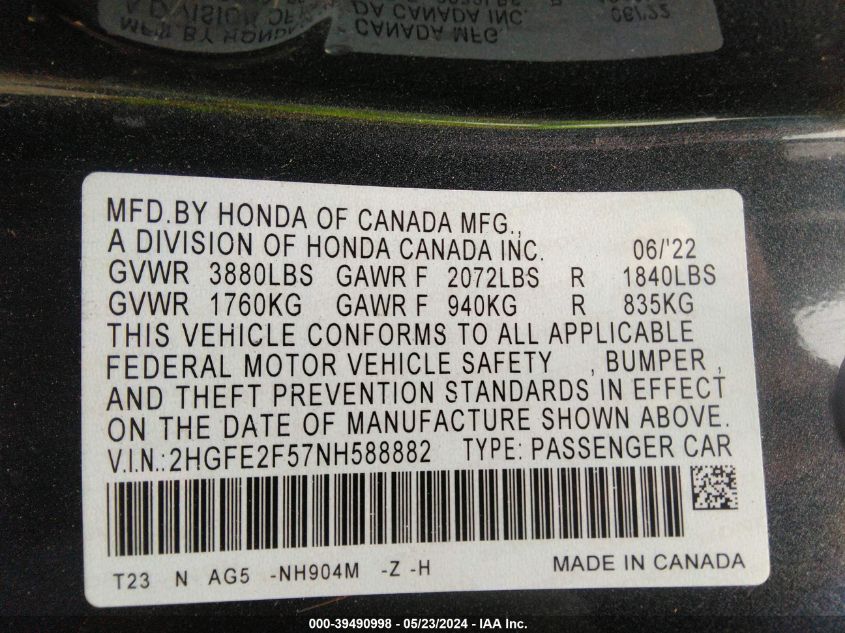 MFD.BY HONDA OF CANADA MFG.,
A DIVISION OF HONDA CANADA INC. 06/'22
GVWR 3880LBS GAWR F 2072LBS R 1840LBS
GVWR 1760KG GAWR F 940KG R 835KG
THIS VEHICLE CONFORMS TO ALL APPLICABLE
FEDERAL MOTOR VEHICLE SAFETY , BUMPER ,
AND THEFT PREVENTION STANDARDS IN EFFECT
ON THE DATE OF MANUFACTURE SHOWN ABOVE.
V.I.N.:2HGFE2F57NH588882 TYPE: PASSENGER CAR
T23 N AG5 -NH904M -Z -H MADE IN CANADA
000-39490998 - 05/23/2024 - IAA Inc.